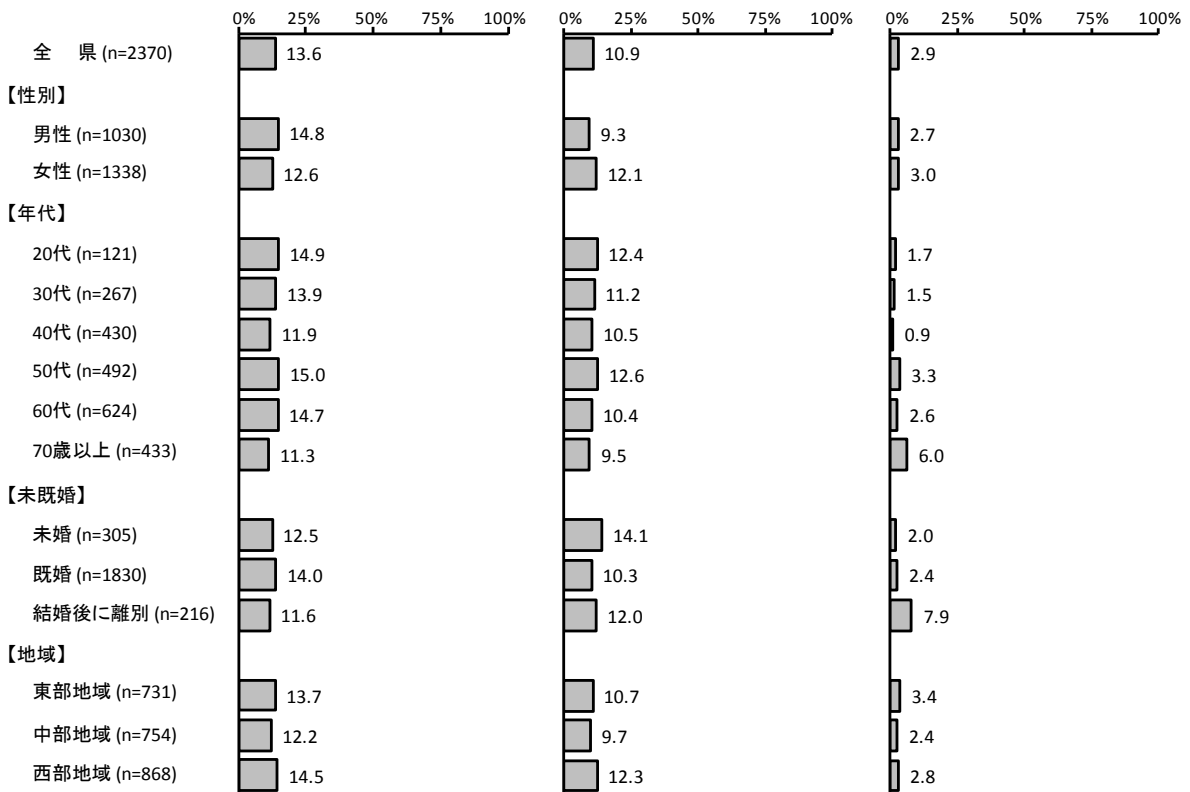 0% 25% 50% 75% 100% 0% 25% 50% 75% 100% 0% 25% 50% 75% 100%
全 県 (n=2370) 13.6 10.9 2.9
【性別】
男性 (n=1030) 14.8 9.3 2.7
女性 (n=1338) 12.6 12.1 3.0
【年代】
20代 (n=121) 14.9 12.4 1.7
30代 (n=267) 13.9 11.2 1.5
40代 (n=430) 11.9 10.5 0.9
50代 (n=492) 15.0 12.6 3.3
60代 (n=624) 14.7 10.4 2.6
70歳以上 (n=433) 11.3 9.5 6.0
【未既婚】
未婚 (n=305) 12.5 14.1 2.0
既婚 (n=1830) 14.0 10.3 2.4
結婚後に離別 (n=216) 11.6 12.0 7.9
【地域】
東部地域 (n=731) 13.7 10.7 3.4
中部地域 (n=754) 12.2 9.7 2.4
西部地域 (n=868) 14.5 12.3 2.8